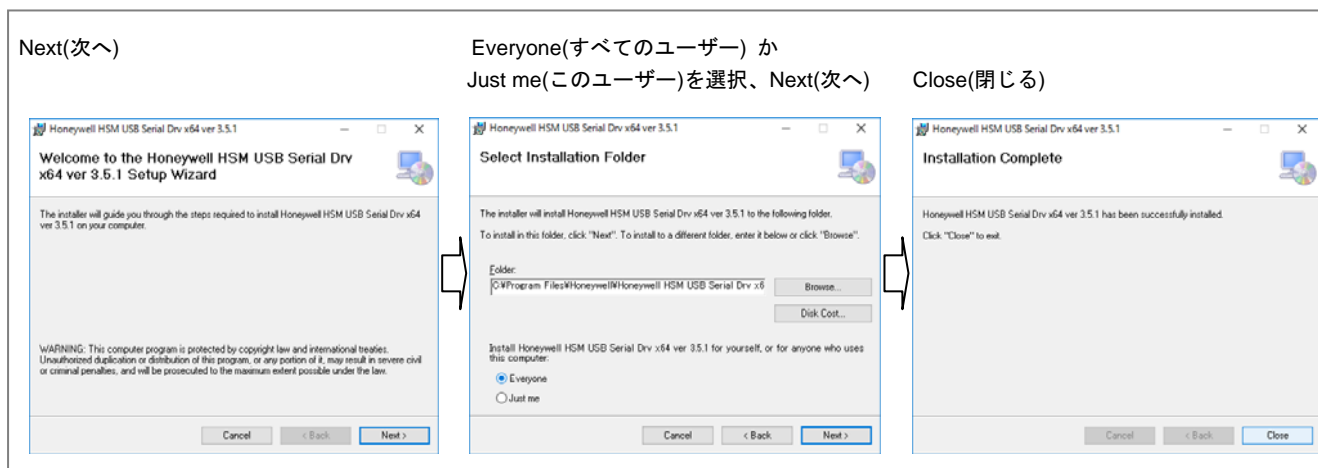 Next(次へ)
Everyone(すべてのユーザー) か
Just me(このユーザー)を選択、Next(次へ)
Close(閉じる)
Honeywell HSM USB Serial Drv x64 ver 3.5.1
Welcome to the Honeywell HSM USB Serial Drv
x64 ver 3.5.1 Setup Wizard
The installer will guide you through the steps required to install Honeywell HSM USB Serial Drv x64
ver 3.5.1 on your computer.
WARNING: This computer program is protected by copyright law and international treaties.
Unauthorized duplication or distribution of this program, or any portion of it, may result in severe civil
or criminal penalties, and will be prosecuted to the maximum extent possible under the law.
Cancel
< Back
Next >
Honeywell HSM USB Serial Drv x64 ver 3.5.1
Select Installation Folder
The installer will install Honeywell HSM USB Serial Drv x64 ver 3.5.1 to the following folder.
To install in this folder, click "Next". To install to a different folder, enter it below or click "Browse".
Folder:
C:¥Program Files¥Honeywell¥Honeywell HSM USB Serial Drv x6
Browse...
Disk Cost...
Install Honeywell HSM USB Serial Drv x64 ver 3.5.1 for yourself, or for anyone who uses
this computer:
Everyone
Just me
Cancel
< Back
Next >
Honeywell HSM USB Serial Drv x64 ver 3.5.1
Installation Complete
Honeywell HSM USB Serial Drv x64 ver 3.5.1 has been successfully installed.
Click "Close" to exit.
Cancel
< Back
Close